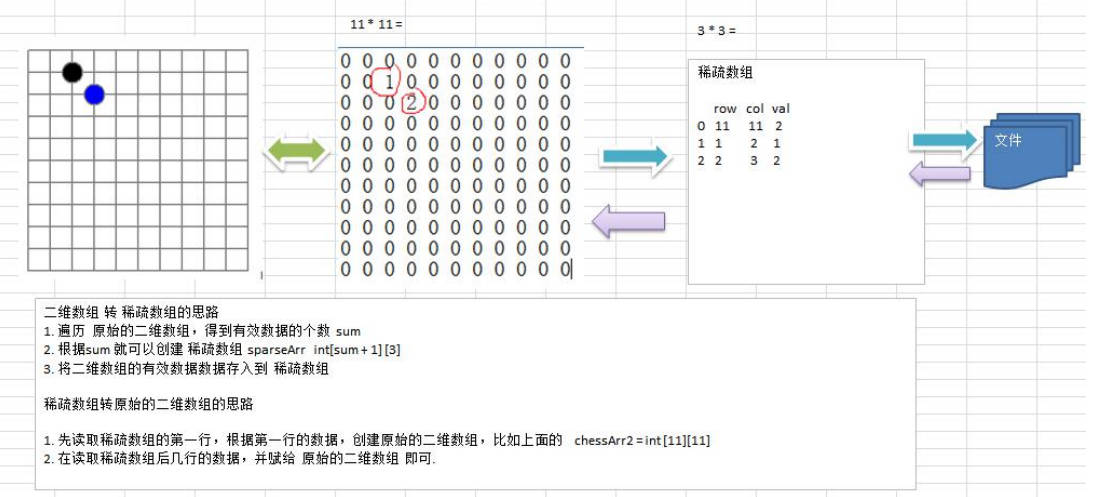 11 * 11 =
3 * 3 =
0 0 0 0 0 0 0 0 0 0 0
0 0 1 0 0 0 0 0 0 0 0
0 0 0 2 0 0 0 0 0 0 0
0 0 0 0 0 0 0 0 0 0 0
0 0 0 0 0 0 0 0 0 0 0
0 0 0 0 0 0 0 0 0 0 0
0 0 0 0 0 0 0 0 0 0 0
0 0 0 0 0 0 0 0 0 0 0
0 0 0 0 0 0 0 0 0 0 0
0 0 0 0 0 0 0 0 0 0 0
0 0 0 0 0 0 0 0 0 0 0
稀疏数组
row col val
0 11 11 2
1 1 2 1
2 2 3 2
文件
二维数组 转 稀疏数组的思路
1. 遍历 原始的二维数组，得到有效数据的个数 sum
2. 根据sum 就可以创建 稀疏数组 sparseArr int[sum + 1] [3]
3. 将二维数组的有效数据数据存入到 稀疏数组
稀疏数组转原始的二维数组的思路
1. 先读取稀疏数组的第一行，根据第一行的数据，创建原始的二维数组，比如上面的 chessArr2 = int [11][11]
2. 在读取稀疏数组后几行的数据，并赋给 原始的二维数组 即可.